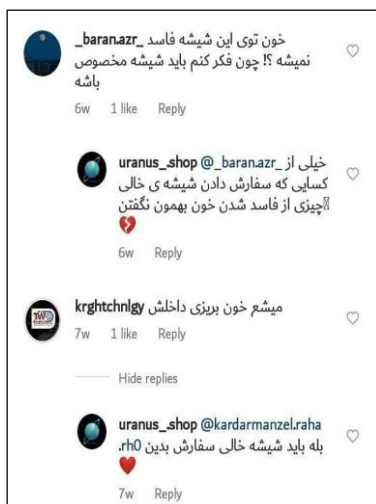 _baran.azr_ خون توی این شیشه فاسد
نمیشه ؟! چون فکر کنم باید شیشه مخصوص
باشه
6w 1 like Reply
uranus_shop @_baran.azr_ خیلی از
کسایی که سفارش دادن شیشه ی خالی
چیزی از فاسد شدن خون بهمون نگفتن
💔
6w Reply
krghtchnlgy میشع خون بریزی داخلش
7w 1 like Reply
Hide replies
uranus_shop @kardarmanzel.raha
.rh0 بله باید شیشه خالی سفارش بدین
❤️
7w Reply